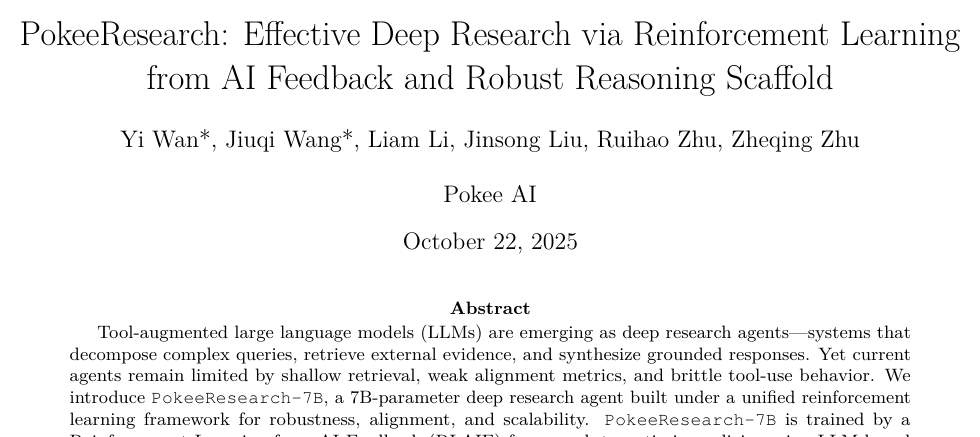 PokeeResearch: Effective Deep Research via Reinforcement Learning
from AI Feedback and Robust Reasoning Scaffold
Yi Wan*, Jiuqi Wang*, Liam Li, Jinsong Liu, Ruihao Zhu, Zheqing Zhu
Pokee AI
October 22, 2025
Abstract
Tool-augmented large language models (LLMs) are emerging as deep research agents—systems that
decompose complex queries, retrieve external evidence, and synthesize grounded responses. Yet current
agents remain limited by shallow retrieval, weak alignment metrics, and brittle tool-use behavior. We
introduce PokeeResearch-7B, a 7B-parameter deep research agent built under a unified reinforcement
learning framework for robustness, alignment, and scalability. PokeeResearch-7B is trained by a